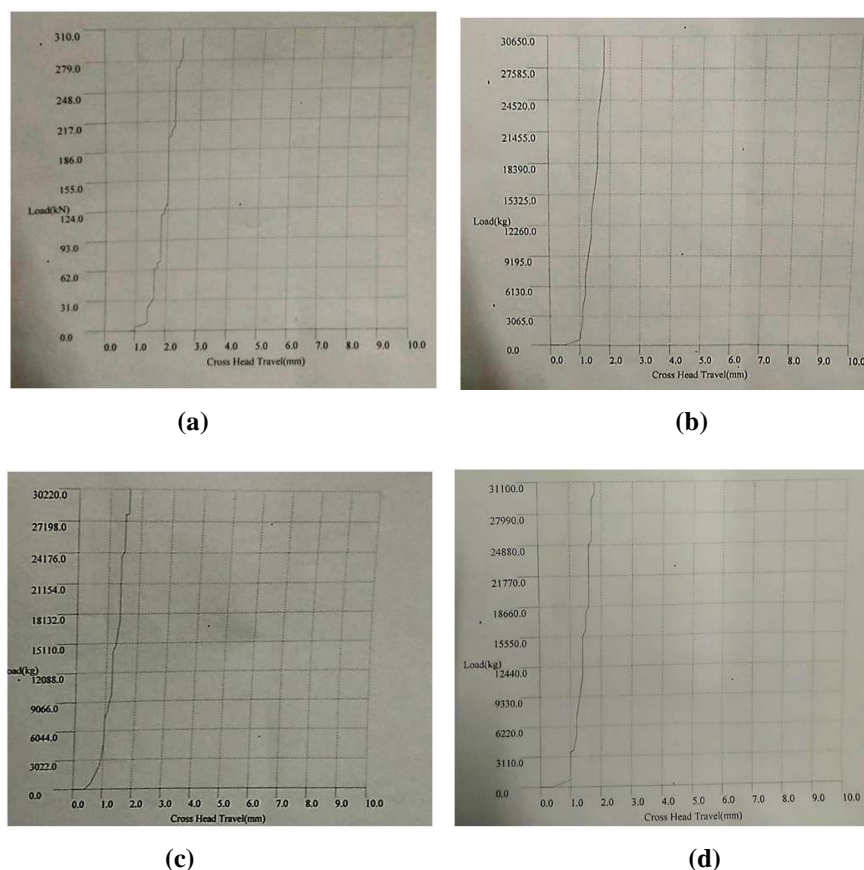 310.0
279.0
248.0
217.0
186.0
155.0
Load(kN)
124.0
93.0
62.0
31.0
0.0
0.0 1.0 2.0 3.0 4.0 5.0 6.0 7.0 8.0 9.0 10.0
Cross Head Travel(mm)
(a)
30650.0
27585.0
24520.0
21455.0
18390.0
15325.0
Load(kg)
12260.0
9195.0
6130.0
3065.0
0.0
0.0 1.0 2.0 3.0 4.0 5.0 6.0 7.0 8.0 9.0 10.0
Cross Head Travel(mm)
(b)
30220.0
27198.0
24176.0
21154.0
18132.0
15110.0
oad(kg)
12088.0
9066.0
6044.0
3022.0
0.0
0.0 1.0 2.0 3.0 4.0 5.0 6.0 7.0 8.0 9.0 10.0
Cross Head Travel(mm)
(c)
31100.0
27990.0
24880.0
21770.0
18660.0
15550.0
Load(kg)
12440.0
9330.0
6220.0
3110.0
0.0
0.0 1.0 2.0 3.0 4.0 5.0 6.0 7.0 8.0 9.0 10.0
Cross Head Travel(mm)
(d)